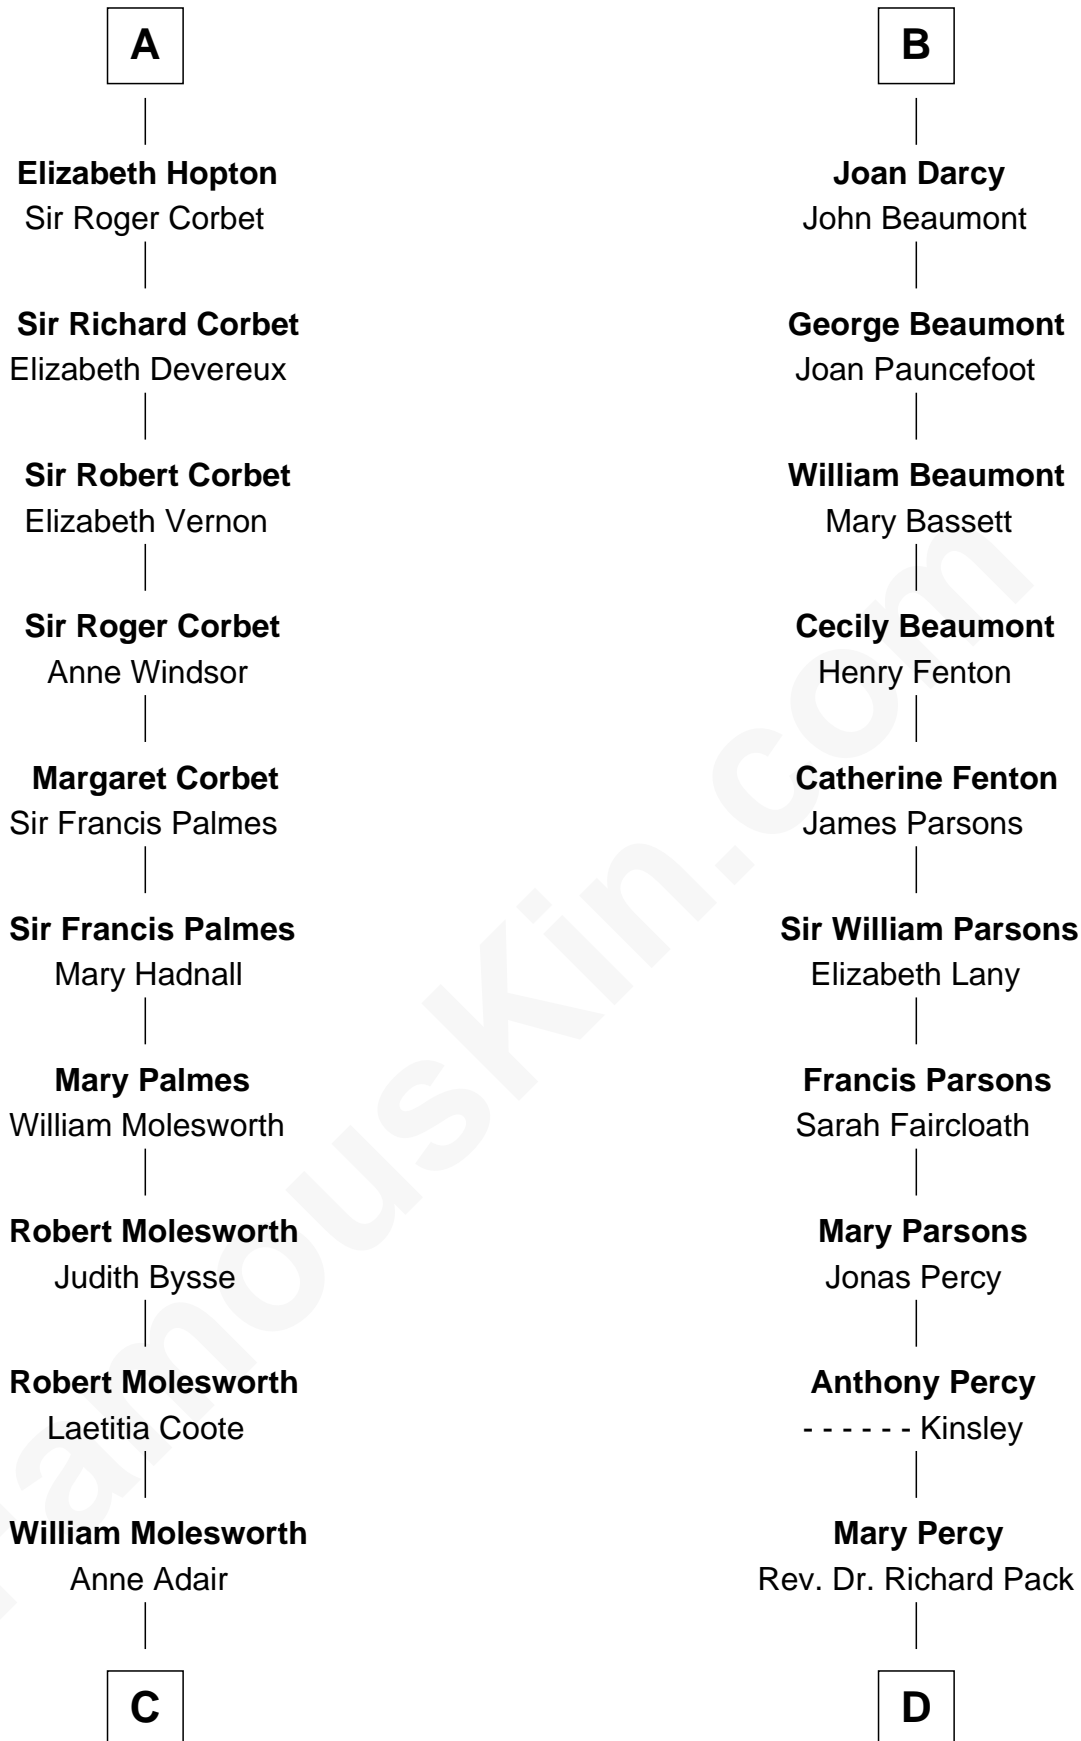 A
Elizabeth Hopton
Sir Roger Corbet
Sir Richard Corbet
Elizabeth Devereux
Sir Robert Corbet
Elizabeth Vernon
Sir Roger Corbet
Anne Windsor
Margaret Corbet
Sir Francis Palmes
Sir Francis Palmes
Mary Hadnall
Mary Palmes
William Molesworth
Robert Molesworth
Judith Bysse
Robert Molesworth
Laetitia Coote
William Molesworth
Anne Adair
C
B
Joan Darcy
John Beaumont
George Beaumont
Joan Pauncefoot
William Beaumont
Mary Bassett
Cecily Beaumont
Henry Fenton
Catherine Fenton
James Parsons
Sir William Parsons
Elizabeth Lany
Francis Parsons
Sarah Faircloath
Mary Parsons
Jonas Percy
Anthony Percy
- - - - - - Kinsley
Mary Percy
Rev. Dr. Richard Pack
D
FamousKin.com